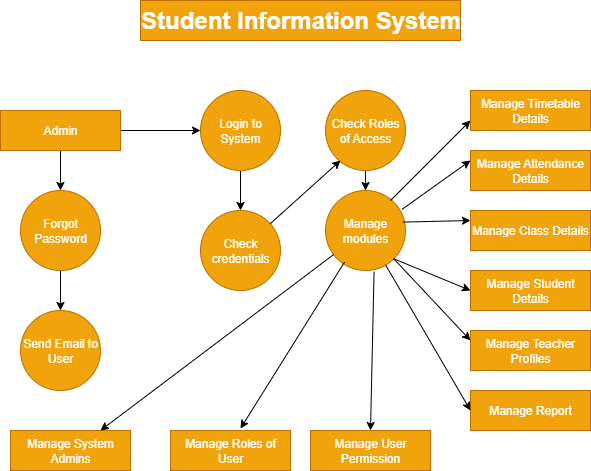 Student Information System
Admin
Login to
System
Check Roles
of Access
Manage Timetable
Details
Manage Attendance
Details
Forgot
Password
Check
credentials
Manage
modules
Manage Class Details
Manage Student
Details
Send Email to
User
Manage Teacher
Profiles
Manage Report
Manage System
Admins
Manage Roles of
User
Manage User
Permission